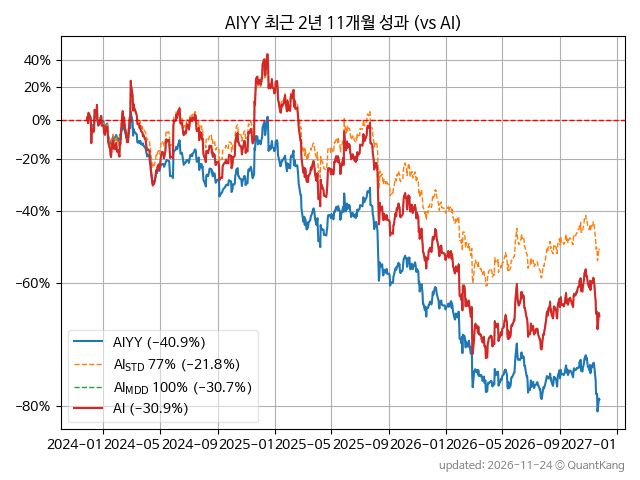 AIYY 최근 2년 11개월 성과 (vs AI)
40%
20%
0%
−20%
−40%
−60%
−80%
AIYY (−40.9%)
AISTD 77% (−21.8%)
AIMDD 100% (−30.7%)
AI (−30.9%)
2024−01 2024−05 2024−09 2025−01 2025−05 2025−09 2026−01 2026−05 2026−09 2027−01
updated: 2026−11−24 © QuantKang